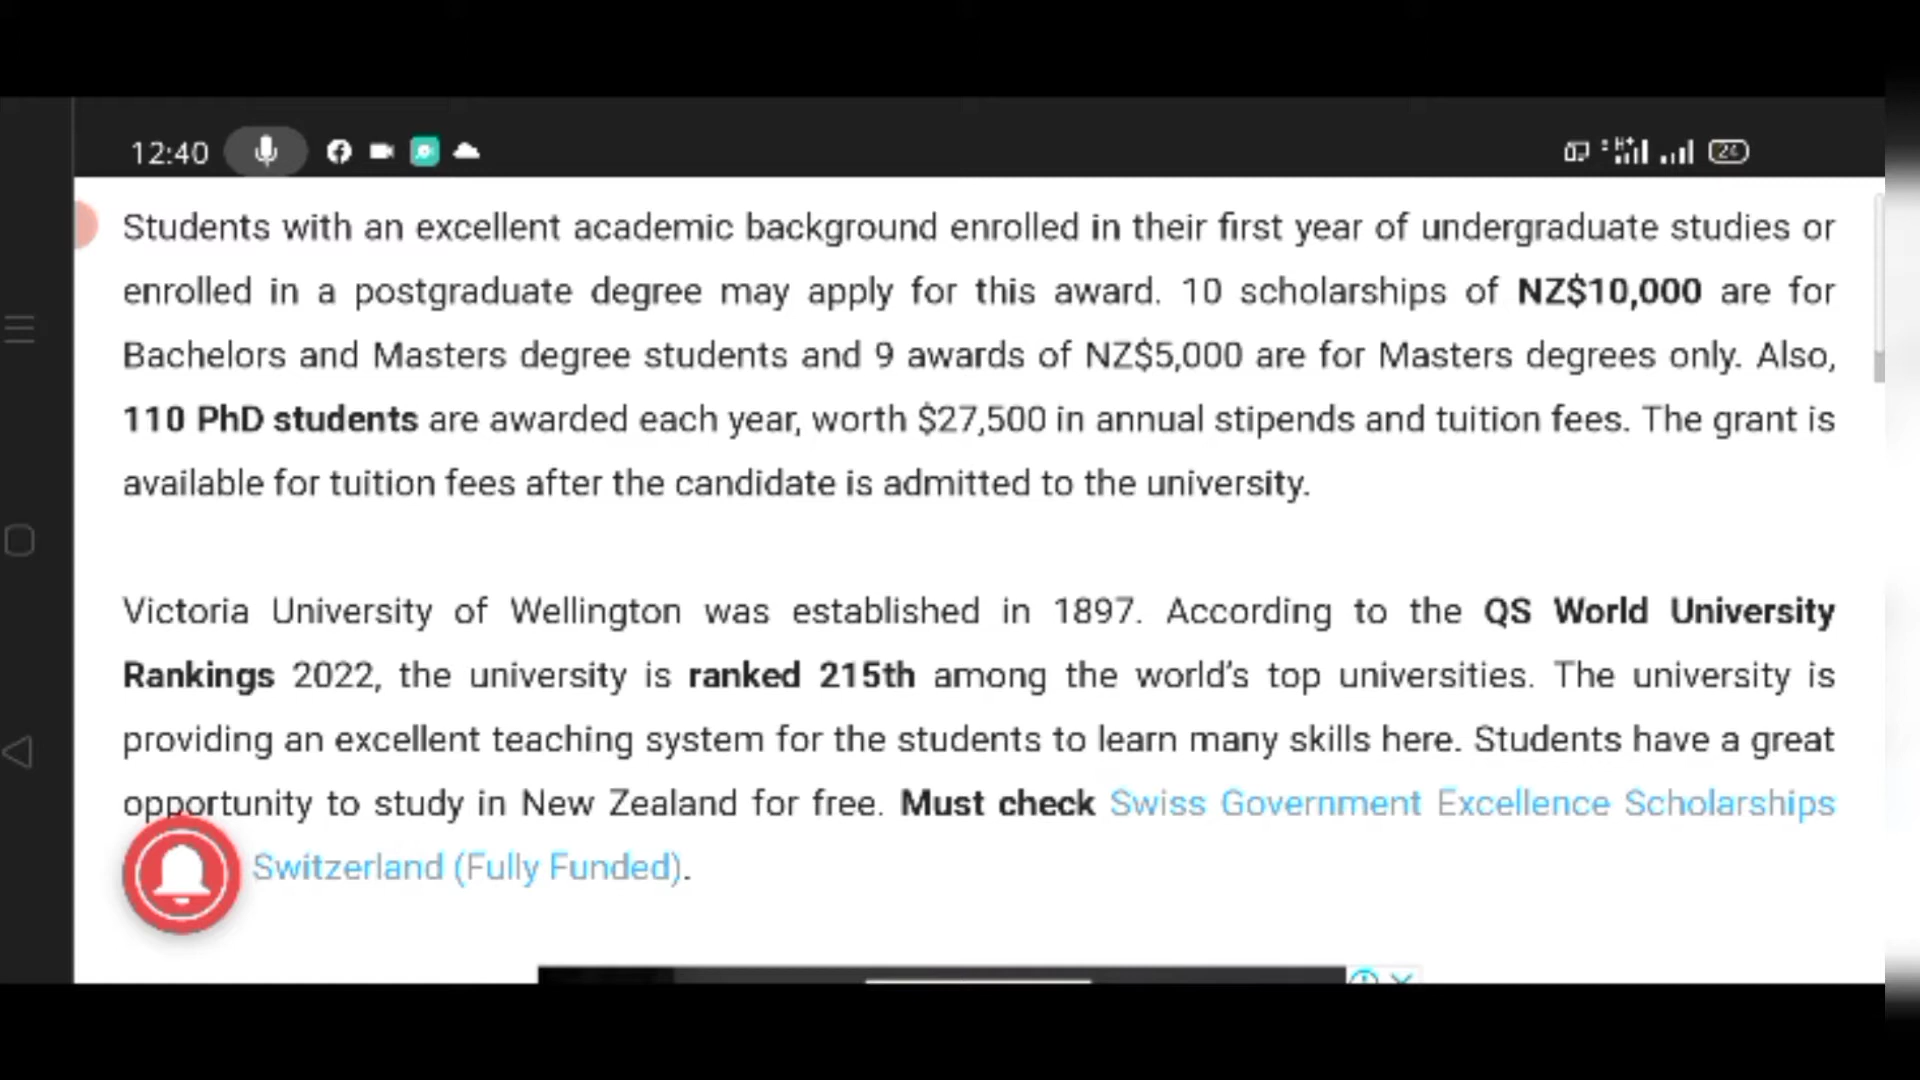 12:40
24
Students with an excellent academic background enrolled in their first year of undergraduate studies or
enrolled in a postgraduate degree may apply for this award. 10 scholarships of NZ$10,000 are for
Bachelors and Masters degree students and 9 awards of NZ$5,000 are for Masters degrees only. Also,
110 PhD students are awarded each year, worth $27,500 in annual stipends and tuition fees. The grant is
available for tuition fees after the candidate is admitted to the university.
Victoria University of Wellington was established in 1897. According to the QS World University
Rankings 2022, the university is ranked 215th among the world's top universities. The university is
providing an excellent teaching system for the students to learn many skills here. Students have a great
opportunity to study in New Zealand for free. Must check Swiss Government Excellence Scholarships
Switzerland (Fully Funded).